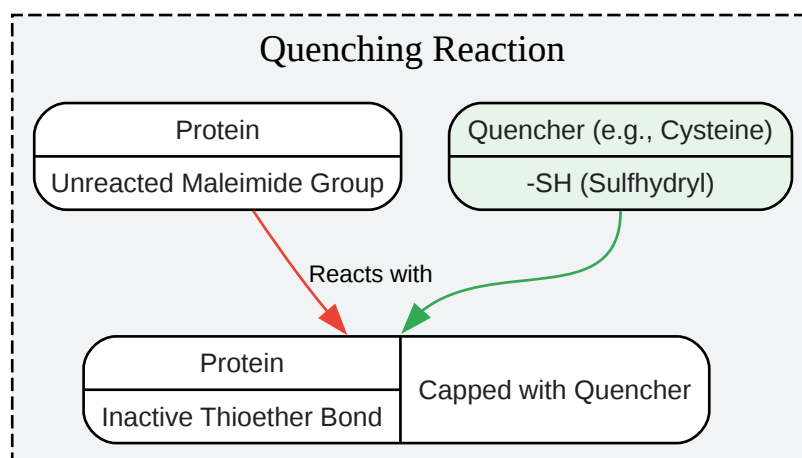 Quenching Reaction
Protein
Unreacted Maleimide Group
Quencher (e.g., Cysteine)
-SH (Sulfhydryl)
Reacts with
Protein
Inactive Thioether Bond
Capped with Quencher